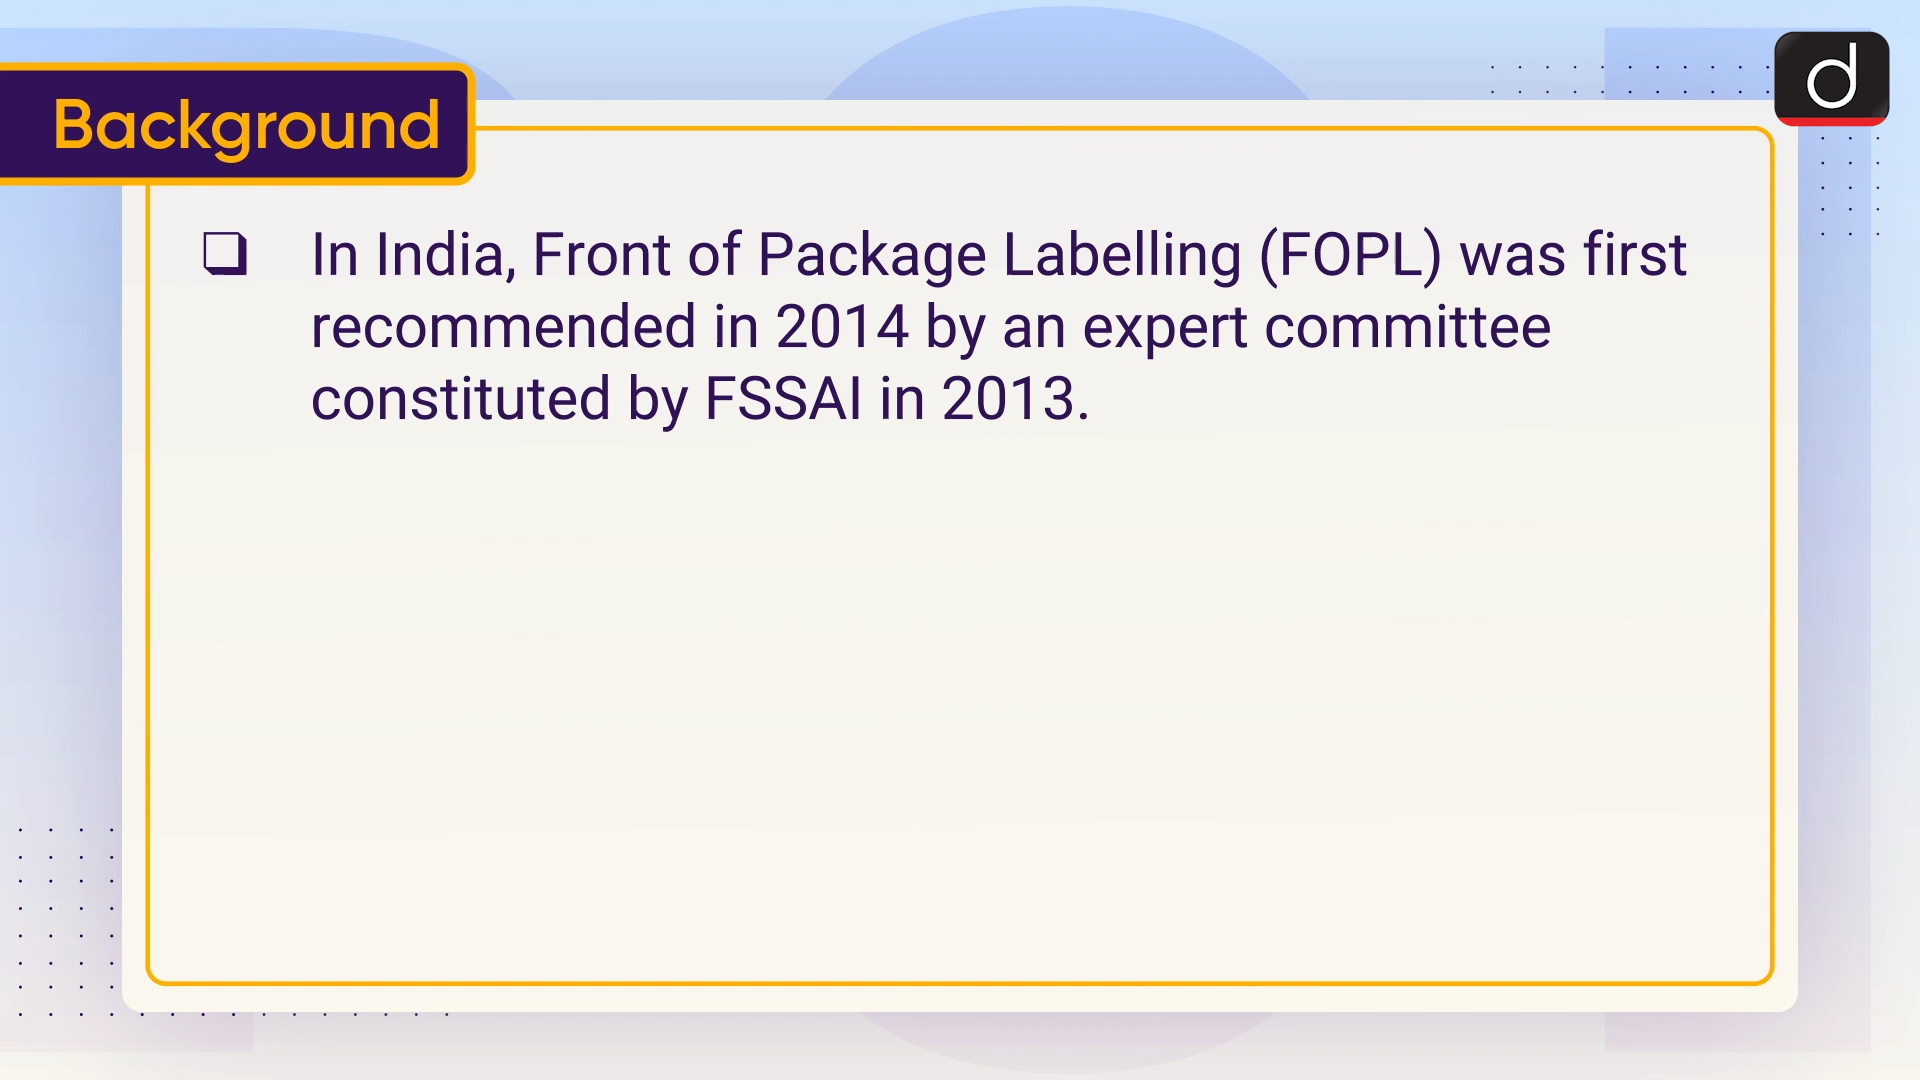 Background
d
❑ In India, Front of Package Labelling (FOPL) was first
recommended in 2014 by an expert committee
constituted by FSSAI in 2013.